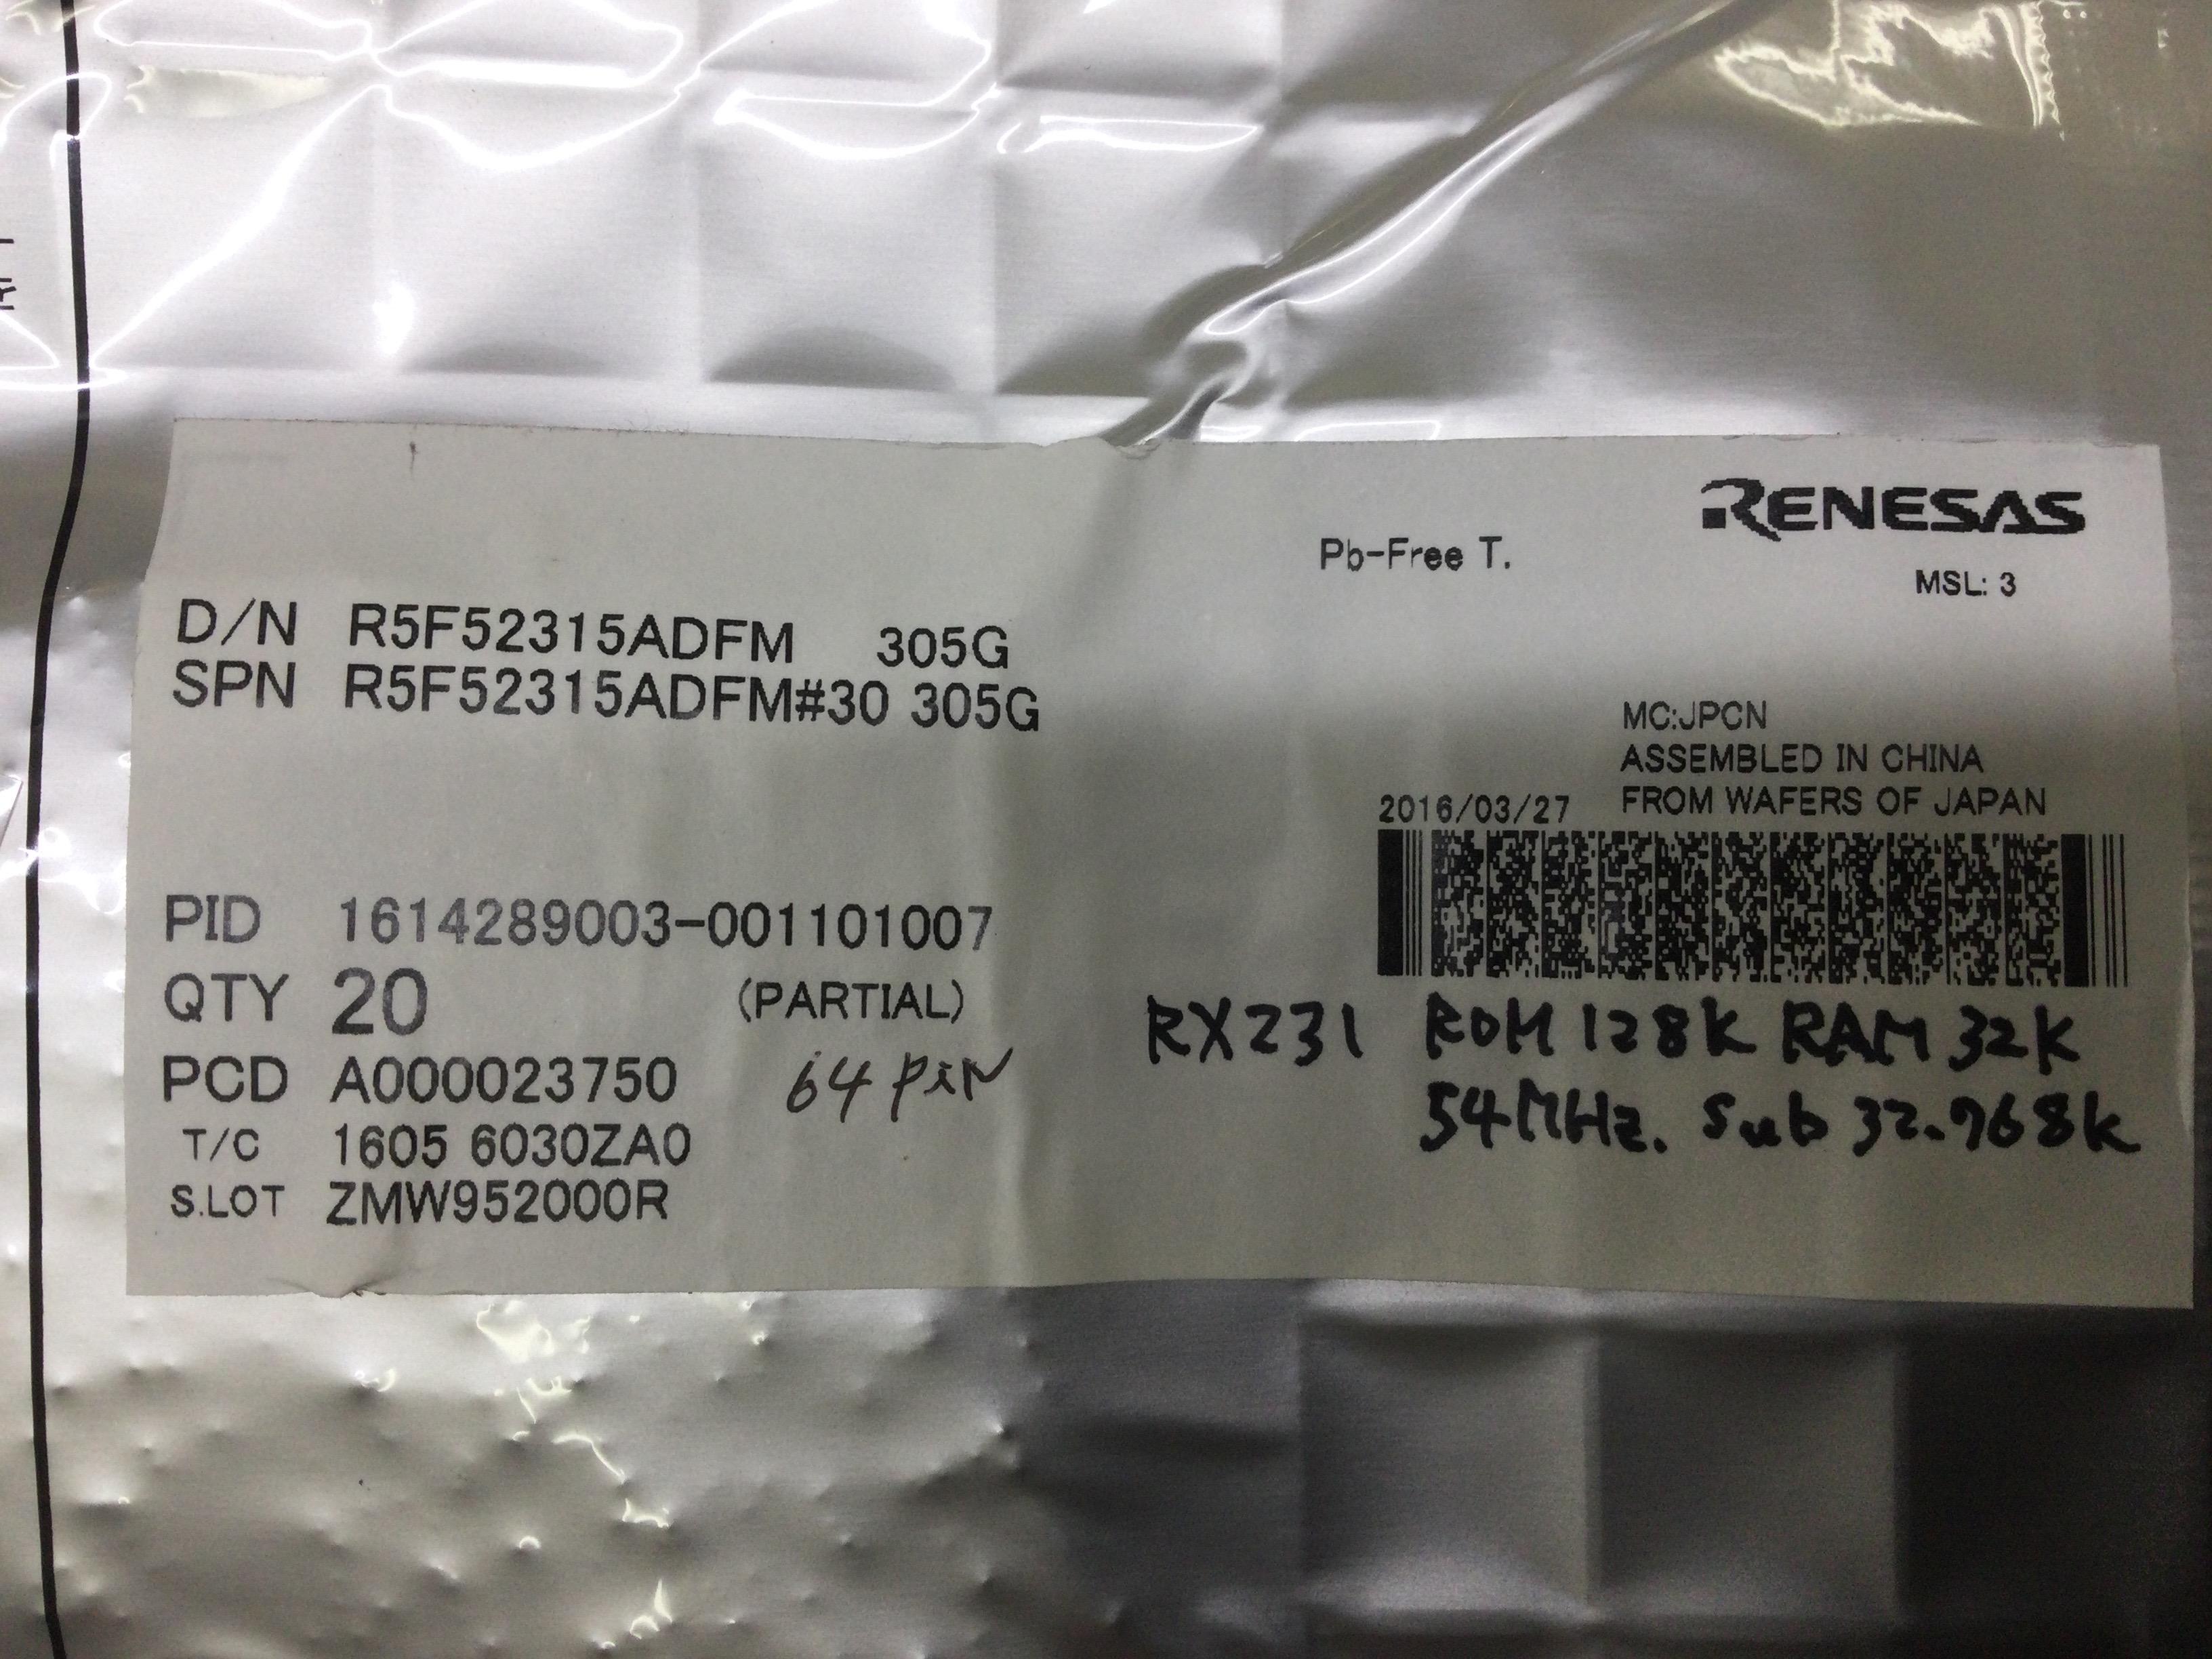 RENESAS
Pb-Free T.
MSL: 3
D/N R5F52315ADFM 305G
SPN R5F52315ADFM#30 305G
MC:JPCN
ASSEMBLED IN CHINA
2016/03/27 FROM WAFERS OF JAPAN
PID 1614289003-001101007
QTY 20 (PARTIAL)
RX231 ROM 128K RAM 32K
PCD A000023750 64 pin
54MHz. Sub 32.768k
T/C 1605 6030ZA0
S.LOT ZMW952000R